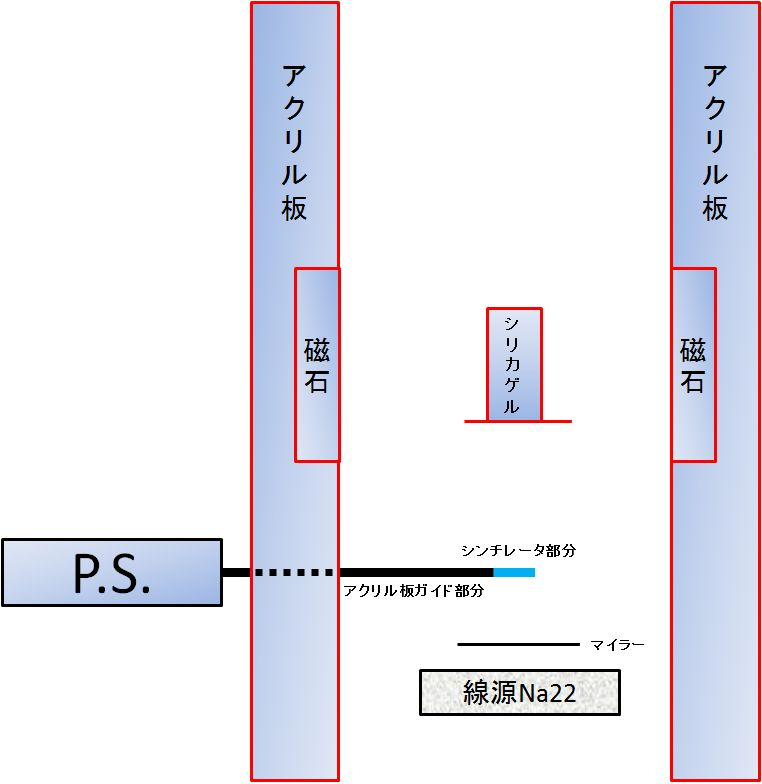 アクリル板
アクリル板
磁石
シリカゲル
磁石
シンチレータ部分
P.S.
アクリル板ガイド部分
マイラー
線源Na22